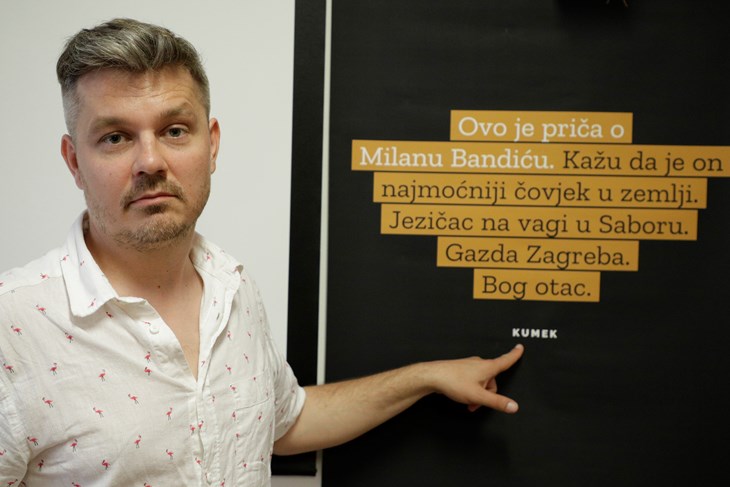 Ovo je priča o
Milanu Bandiću. Kažu da je on
najmoćniji čovjek u zemlji.
Jezičac na vagi u Saboru.
Gazda Zagreba.
Bog otac.
KUMEK